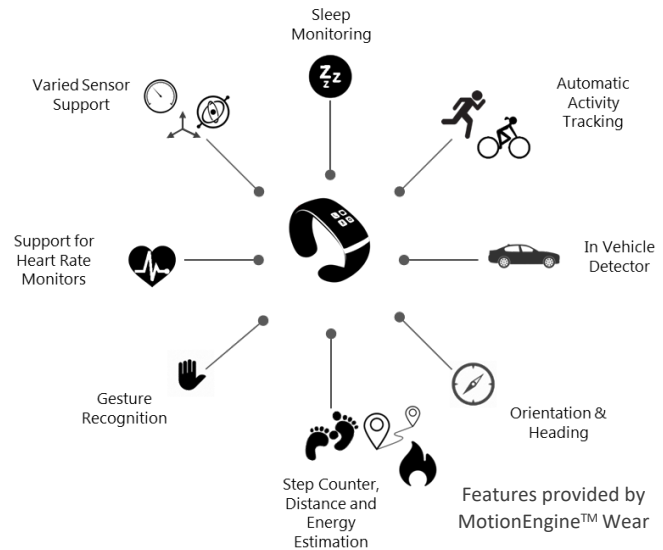 Sleep
Monitoring
zzz
Varied Sensor
Support
Automatic
Activity
Tracking
Support for
Heart Rate
Monitors
In Vehicle
Detector
Gesture
Recognition
Orientation &
Heading
Step Counter,
Distance and
Energy
Estimation
Features provided by
MotionEngine™ Wear